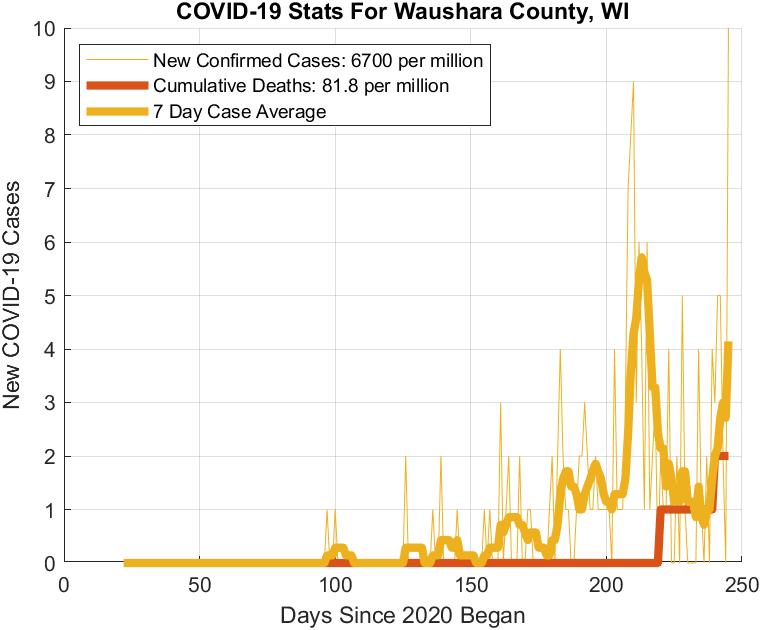 COVID-19 Stats For Waushara County, WI
New Confirmed Cases: 6700 per million
Cumulative Deaths: 81.8 per million
7 Day Case Average
New COVID-19 Cases
10
9
8
7
6
5
4
3
2
1
0
0 50 100 150 200 250
Days Since 2020 Began